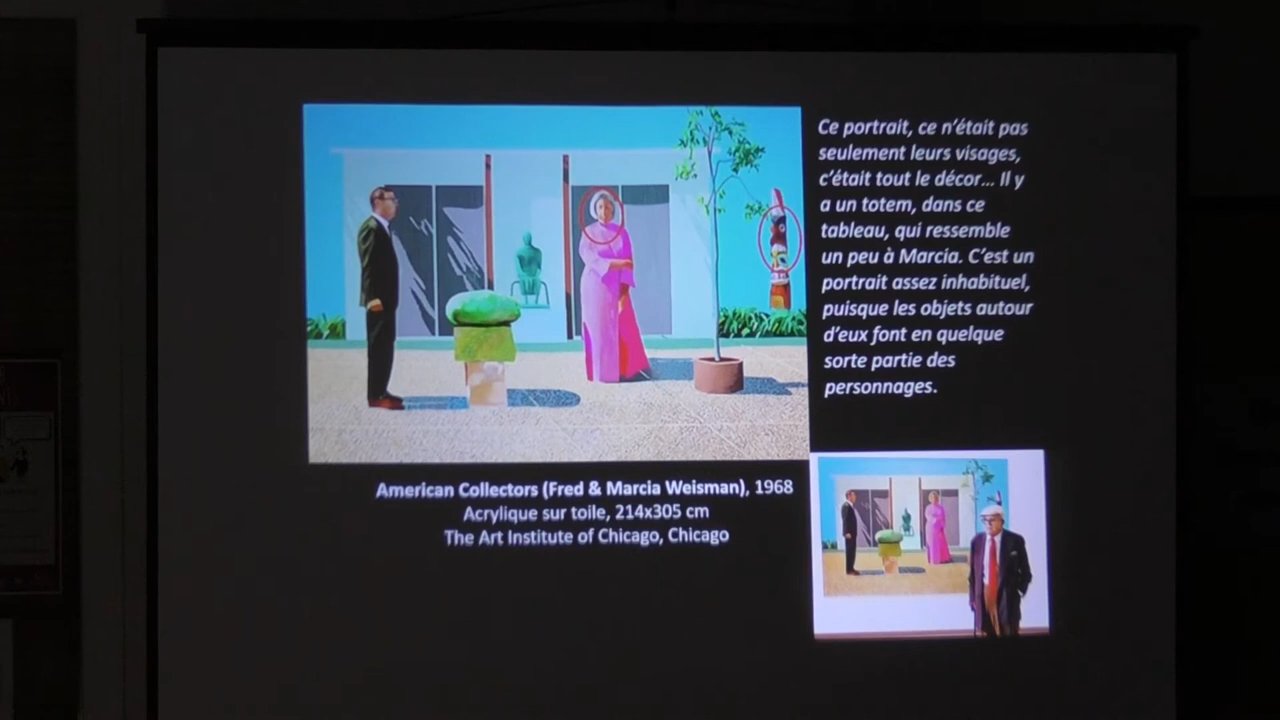 Ce portrait, ce n'était pas
seulement leurs visages,
c'était tout le décor... Il y
a un totem, dans ce
tableau, qui ressemble
un peu à Marcia. C'est un
portrait assez inhabituel,
puisque les objets autour
d'eux font en quelque
sorte partie des
personnages.
American Collectors (Fred & Marcia Weisman), 1968
Acrylique sur toile, 214x305 cm
The Art Institute of Chicago, Chicago